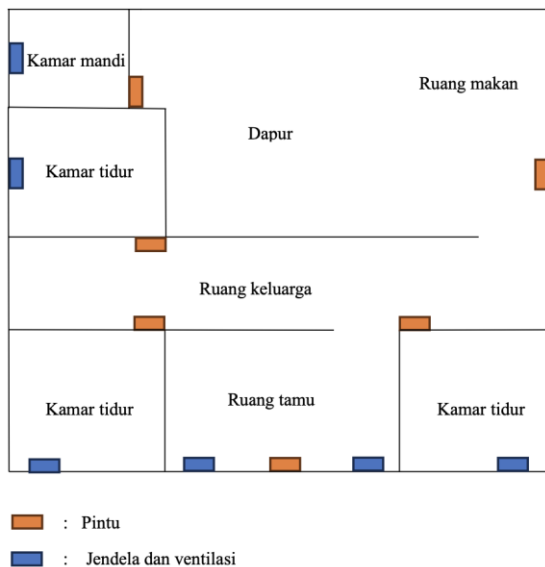 Kamar mandi
Ruang makan
Dapur
Kamar tidur
Ruang keluarga
Kamar tidur
Ruang tamu
Kamar tidur
: Pintu
: Jendela dan ventilasi